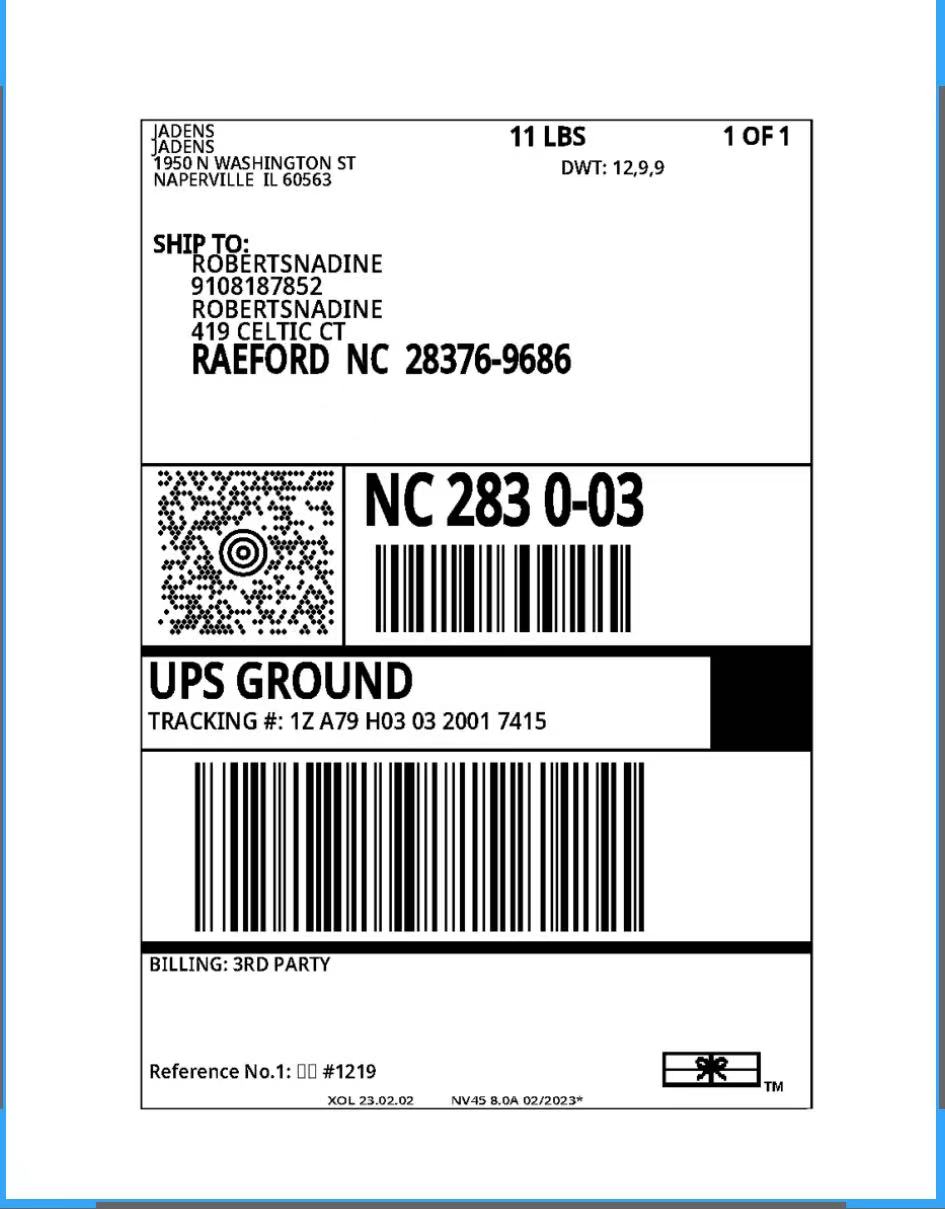 JADENS
JADENS
1950 N WASHINGTON ST
NAPERVILLE IL 60563
11 LBS
1 OF 1
DWT: 12,9,9
SHIP TO:
ROBERTSNADINE
9108187852
ROBERTSNADINE
419 CELTIC CT
RAEFORD NC 28376-9686
NC 283 0-03
UPS GROUND
TRACKING #: 1Z A79 H03 03 2001 7415
BILLING: 3RD PARTY
Reference No.1: #1219
TM
XOL 23.02.02 NV45 8.0A 02/2023*